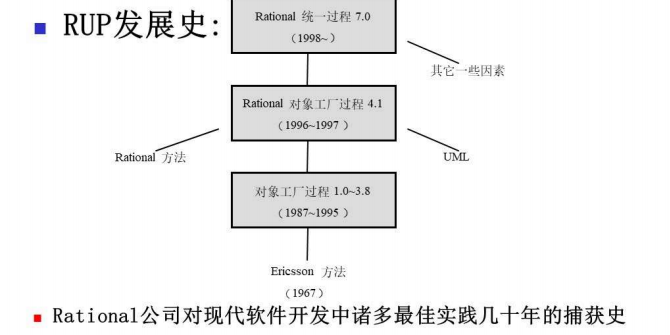 RUP发展史:
Rational 统一过程 7.0
(1998~)
其它一些因素
Rational 对象工厂过程 4.1
(1996~1997 )
Rational 方法
UML
对象工厂过程 1.0~3.8
(1987~1995 )
Ericsson 方法
(1967)
Rational公司对现代软件开发中诸多最佳实践几十年的捕获史